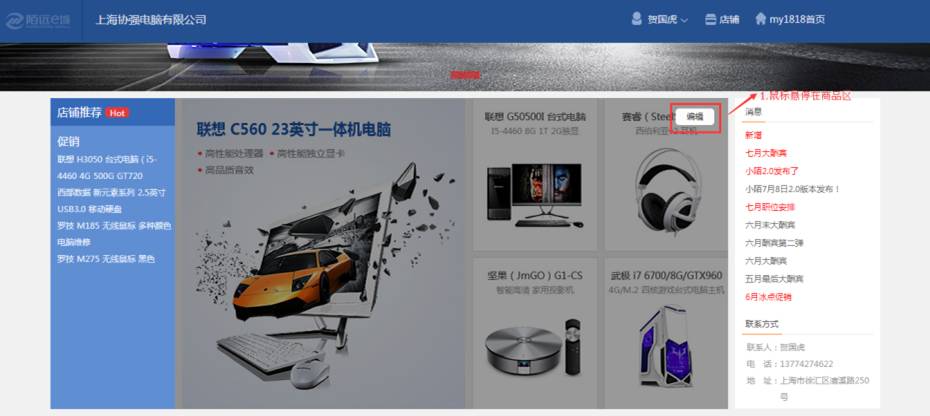 陌远e城
上海协强电脑有限公司
贺国虎
店铺
my1818首页
1.鼠标悬停在商品区
店铺推荐 Hot
促销
联想 H3050 台式电脑 ( i5-
4460 4G 500G GT720
西部数据 新元素系列 2.5英寸
USB3.0 移动硬盘
罗技 M185 无线鼠标 多种颜色
电脑维修
罗技 M275 无线鼠标 黑色
联想 C560 23英寸一体机电脑
• 高性能处理器 • 高性能独立显卡
• 高品质音效
联想 G5050D 台式电脑
I5-4460 8G 1T 2G独显
赛睿 ( Steel
编辑
西伯利亚v2 耳机
坚果 ( JmGO ) G1-CS
智能高清 家用投影机
武极 i7 6700/8G/GTX960
4G/M.2 四核游戏台式电脑主机
消息
新增
七月大酬宾
小陌2.0发布了
小陌7月8日2.0版本发布！
七月职位安排
六月末大酬宾
六月酬宾第二弹
六月大酬宾
五月最后大酬宾
6月冰点促销
联系方式
联系人：贺国虎
电 话：13774274622
地 址：上海市徐汇区漕溪路250
号